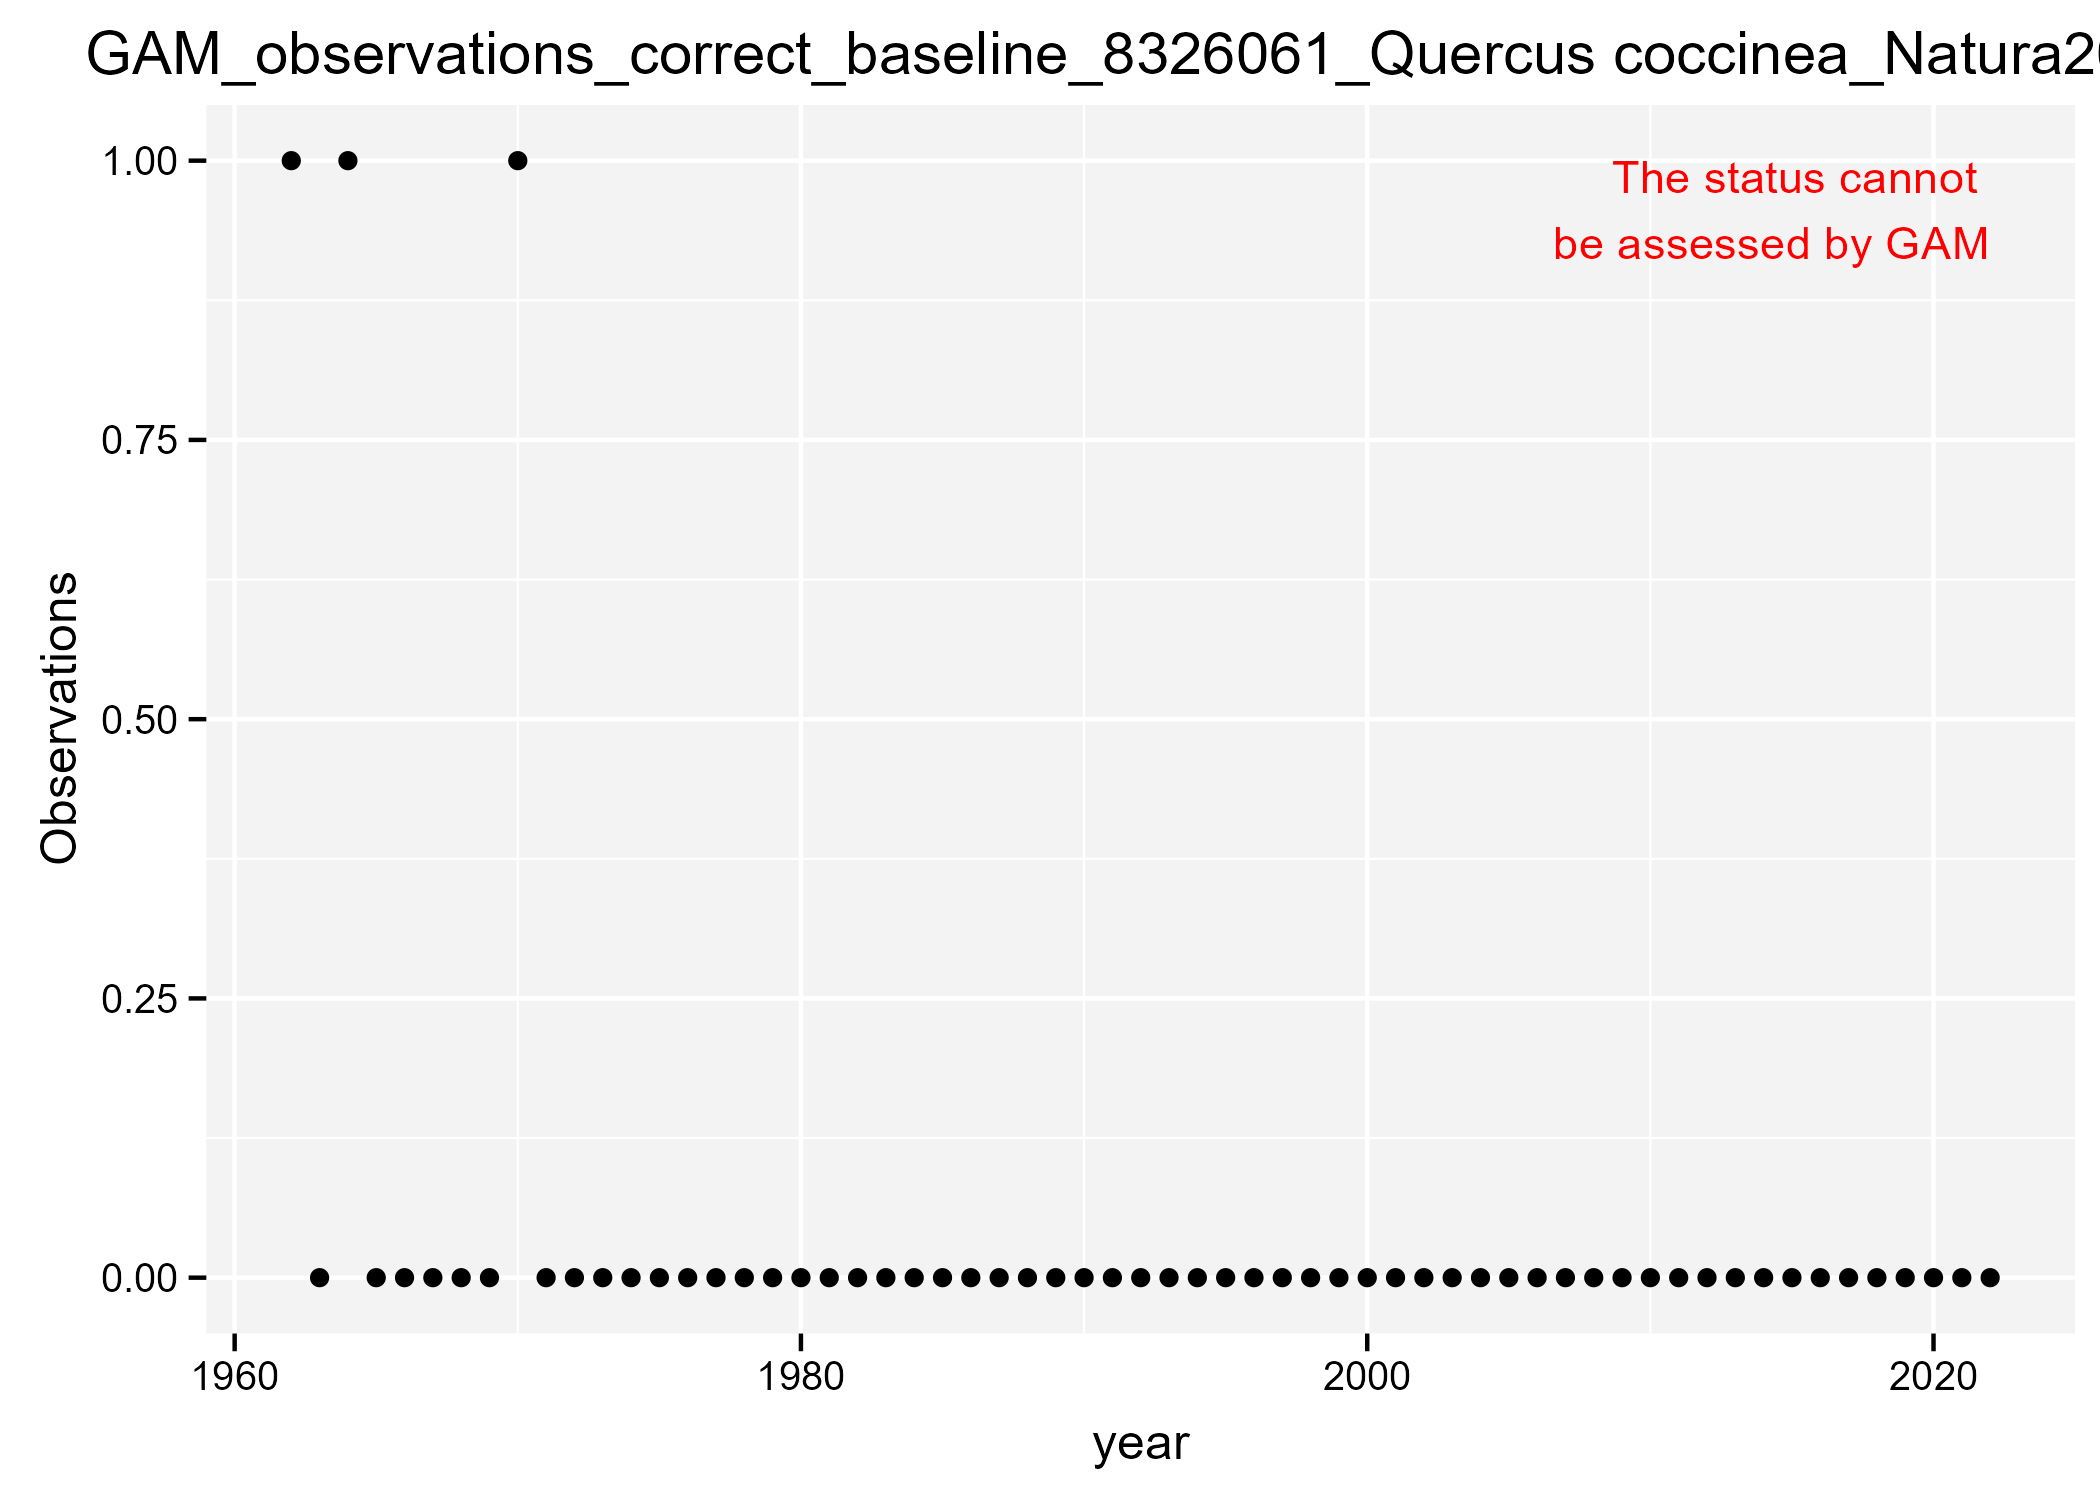 GAM_observations_correct_baseline_8326061_Quercus coccinea_Natura2
1.00
The status cannot
be assessed by GAM
0.75
0.50
0.25
0.00
Observations
1960
1980
2000
2020
year